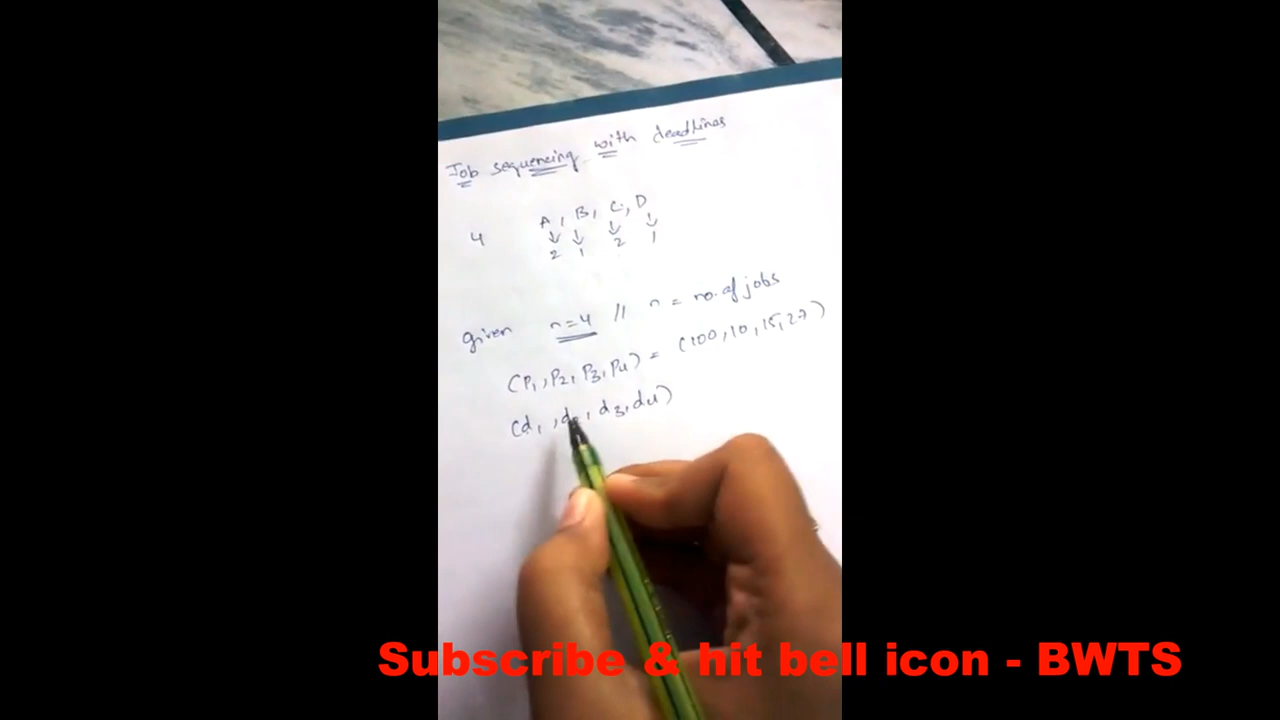 Job sequencing with deadlines
4 A, B, C, D
↓ ↓ ↓ ↓
2 1 2 1
given n=4 // n = no. of jobs
(P1, P2, P3, P4) = (100, 10, 15, 27)
(d1, d2, d3, d4)
Subscribe & hit bell icon - BWTS